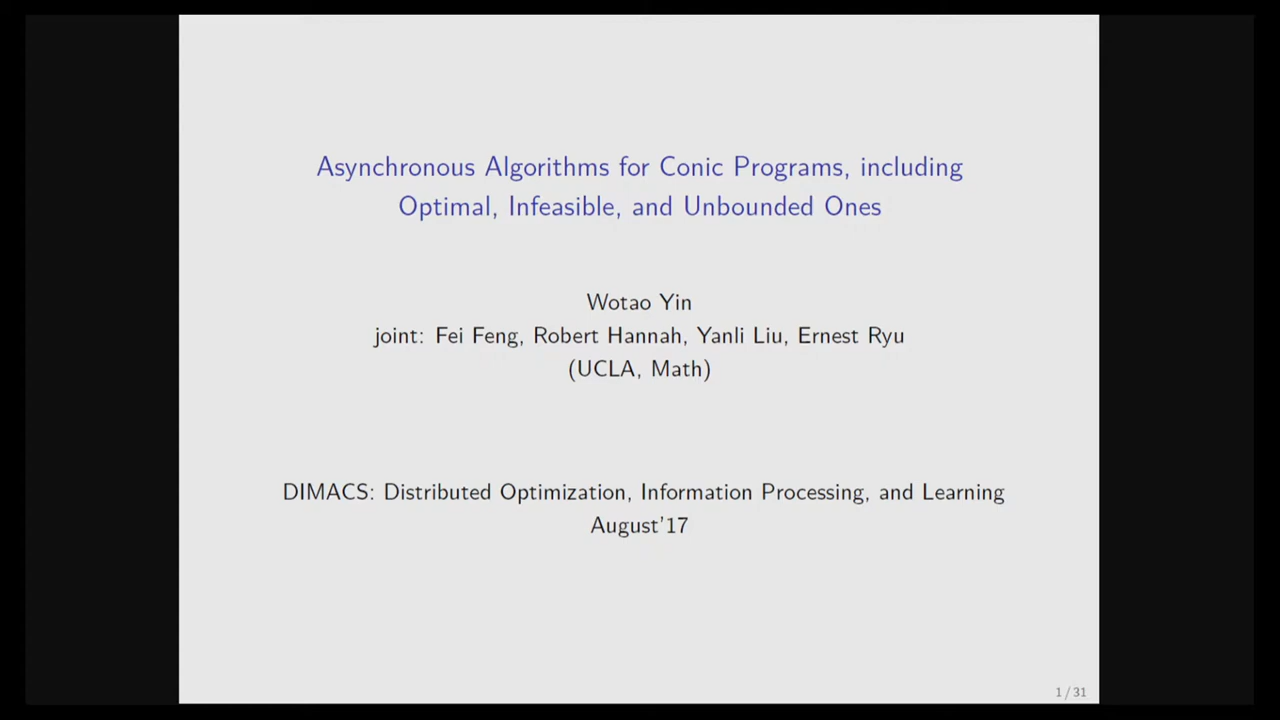 Asynchronous Algorithms for Conic Programs, including
Optimal, Infeasible, and Unbounded Ones
Wotao Yin
joint: Fei Feng, Robert Hannah, Yanli Liu, Ernest Ryu
(UCLA, Math)
DIMACS: Distributed Optimization, Information Processing, and Learning
August'17
1 / 31